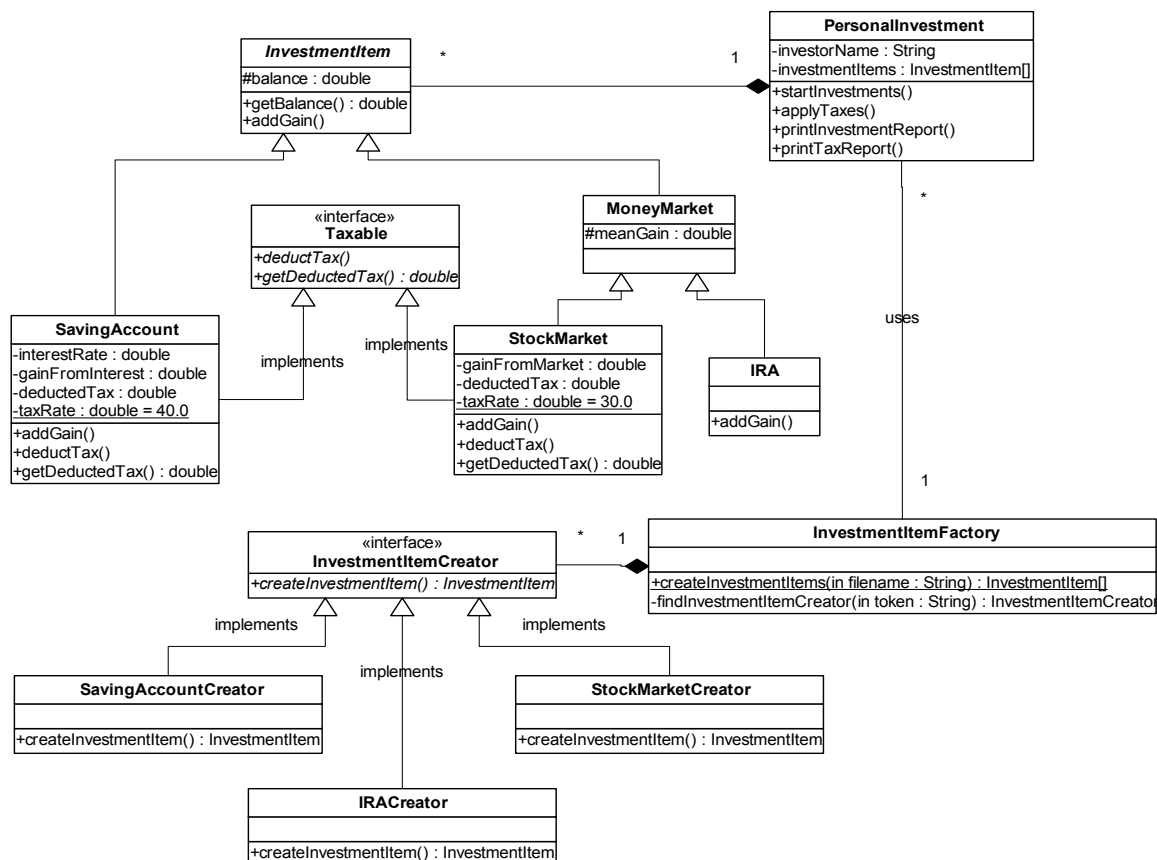 InvestmentItem
#balance : double
+getBalance() : double
+addGain()
*
1
PersonalInvestment
-investorName : String
-investmentItems : InvestmentItem[]
+startInvestments()
+applyTaxes()
+printInvestmentReport()
+printTaxReport()
*
uses
1
«interface»
Taxable
+deductTax()
+getDeductedTax() : double
MoneyMarket
#meanGain : double
SavingAccount
-interestRate : double
-gainFromInterest : double
-deductedTax : double
-taxRate : double = 40.0
+addGain()
+deductTax()
+getDeductedTax() : double
implements
implements
StockMarket
-gainFromMarket : double
-deductedTax : double
-taxRate : double = 30.0
+addGain()
+deductTax()
+getDeductedTax() : double
IRA
+addGain()
«interface»
InvestmentItemCreator
+createInvestmentItem() : InvestmentItem
*
1
InvestmentItemFactory
+createInvestmentItems(in filename : String) : InvestmentItem[]
-findInvestmentItemCreator(in token : String) : InvestmentItemCreator
implements
implements
implements
SavingAccountCreator
+createInvestmentItem() : InvestmentItem
StockMarketCreator
+createInvestmentItem() : InvestmentItem
IRACreator
+createInvestmentItem() : InvestmentItem